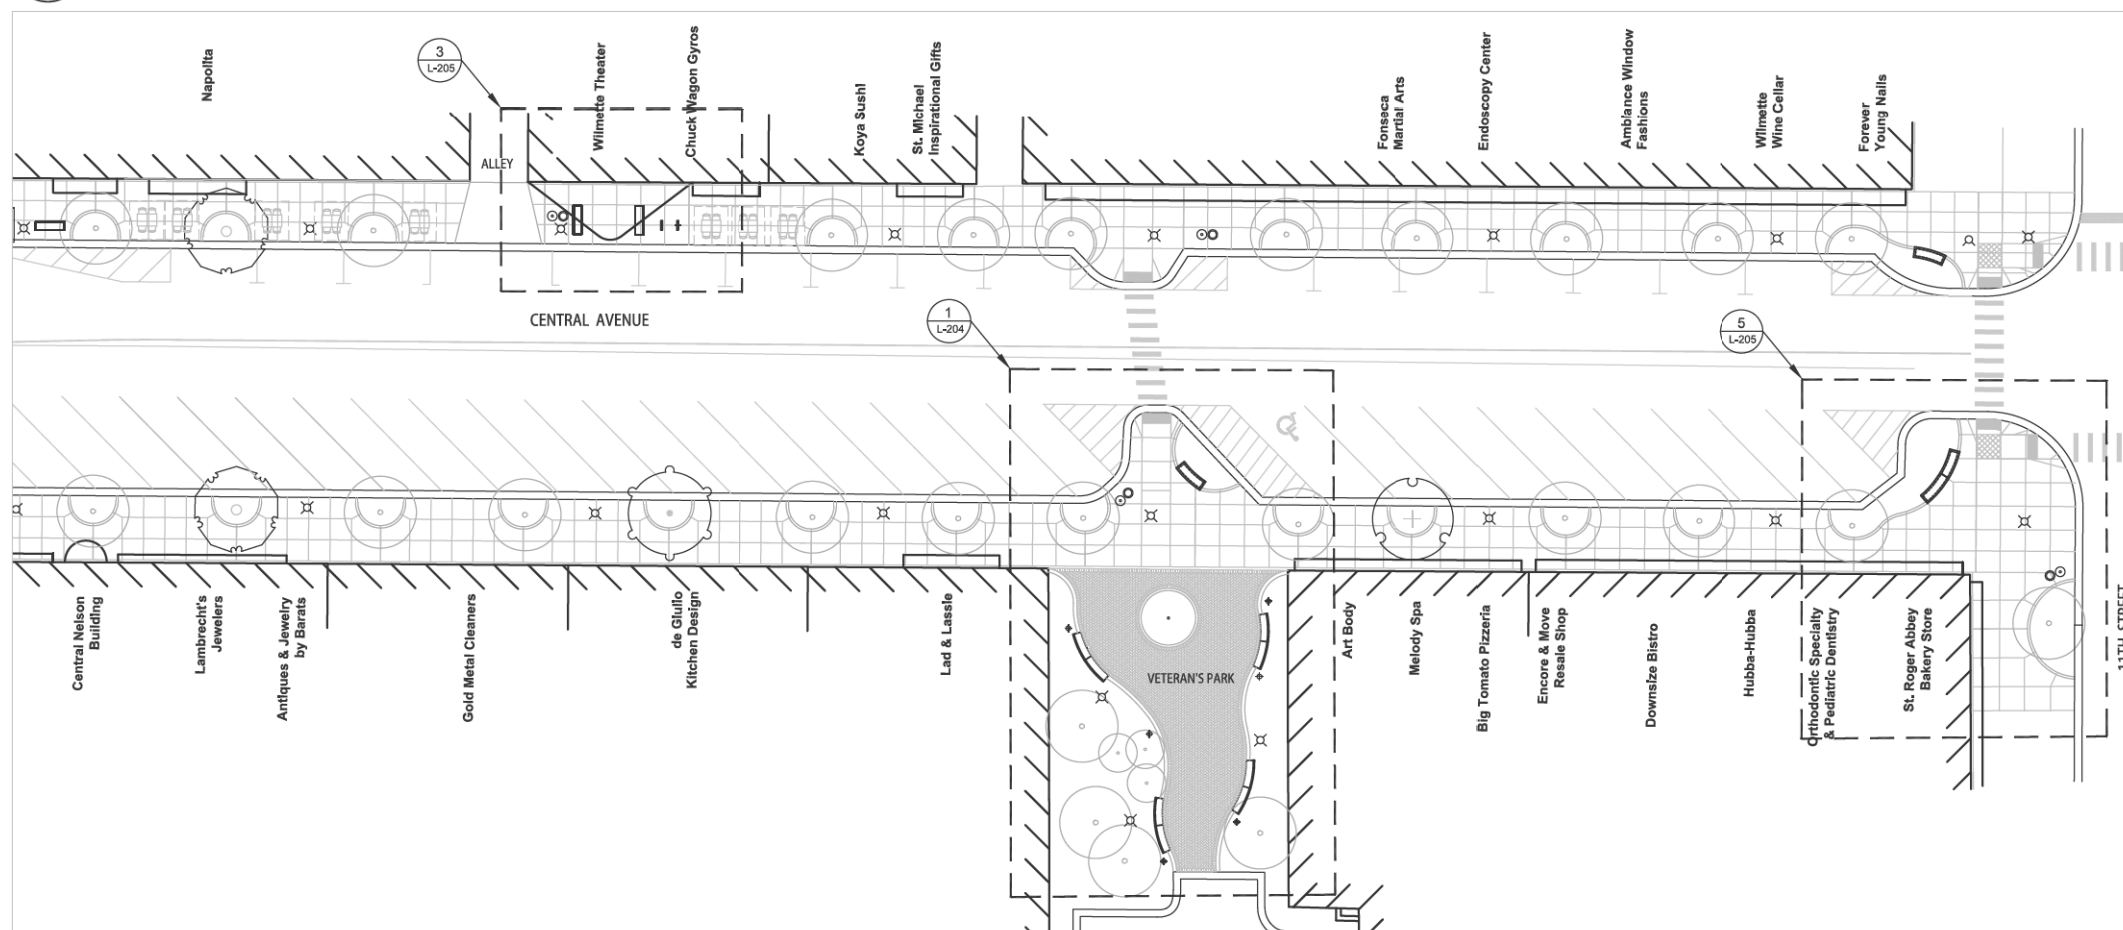 Napolita
3
L-205
Wilmette Theater
Chuck Wagon Gyros
Koya Sushi
St. Michael
Inspirational Gifts
Fonseca
Martial Arts
Endoscopy Center
Ambiance Window
Fashions
Wilmette
Wine Cellar
Forever
Young Nails
ALLEY
CENTRAL AVENUE
1
L-204
5
L-205
Central Nelson
Building
Lambrecht's
Jewelers
Antiques & Jewelry
by Barats
Gold Metal Cleaners
de Giulio
Kitchen Design
Lad & Lassie
VETERAN'S PARK
Art Body
Melody Spa
Big Tomato Pizzeria
Encore & Move
Resale Shop
Downsize Bistro
Hubba-Hubba
Orthodontic Specialty
& Pediatric Dentistry
St. Roger Abbey
Bakery Store
11TH STREET